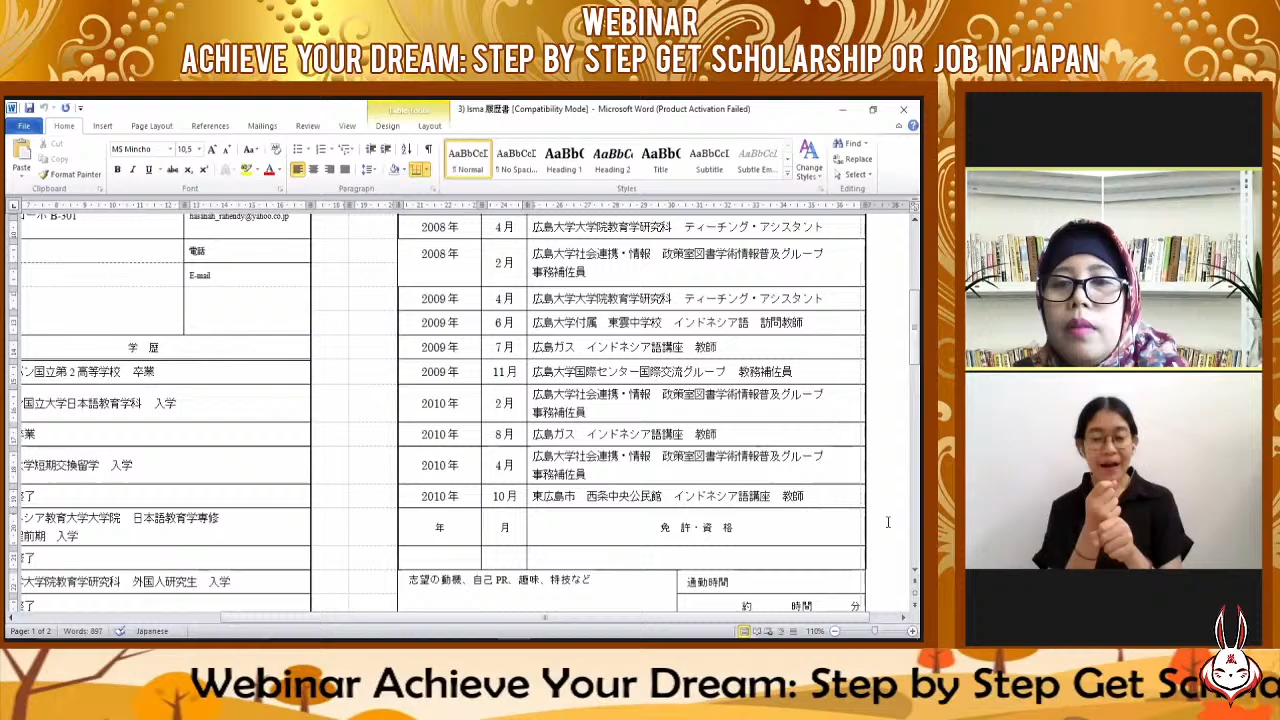 WEBINAR
ACHIEVE YOUR DREAM: STEP BY STEP GET SCHOLARSHIP OR JOB IN JAPAN
3) Isma 履歴書 [Compatibility Mode] - Microsoft Word (Product Activation Failed)
File Home Insert Page Layout References Mailings Review View Design Layout
Paste
Cut
Copy
Format Painter
MS Mincho 10,5
AaBbCcI AaBbCcI AaBbC AaBbCc AaBbC AaBbCcI AaBbCcI
Normal No Spaci... Heading 1 Heading 2 Title Subtitle Subtle Em...
Change Styles
Find
Replace
Select
Clipboard Font Paragraph Styles Editing
B-301
hasanah_rahendy@yahoo.co.jp
電話
E-mail
学 歴
国立第2高等学校 卒業
国立大学日本語教育学科 入学
学短期交換留学 入学
シア教育大学大学院 日本語教育学専修
前期 入学
大学院教育学研究科 外国人研究生 入学
2008 年 4 月 広島大学大学院教育学研究科 ティーチング・アシスタント
2008 年 2 月 広島大学社会連携・情報 政策室図書学術情報普及グループ
事務補佐員
2009 年 4 月 広島大学大学院教育学研究科 ティーチング・アシスタント
2009 年 6 月 広島大学付属 東雲中学校 インドネシア語 訪問教師
2009 年 7 月 広島ガス インドネシア語講座 教師
2009 年 11 月 広島大学国際センター国際交流グループ 教務補佐員
2010 年 2 月 広島大学社会連携・情報 政策室図書学術情報普及グループ
事務補佐員
2010 年 8 月 広島ガス インドネシア語講座 教師
2010 年 4 月 広島大学社会連携・情報 政策室図書学術情報普及グループ
事務補佐員
2010 年 10 月 東広島市 西条中央公民館 インドネシア語講座 教師
年 月 免 許・資 格
志望の動機、自己 PR、趣味、特技など
通勤時間
約 時間 分
Page: 1 of 2 Words: 897 Japanese 110%
Webinar Achieve Your Dream: Step by Step Get